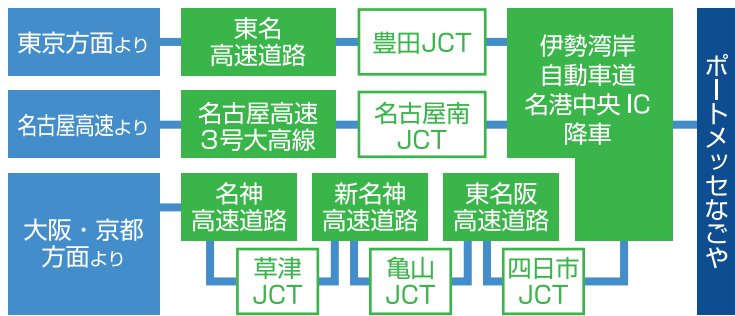 東京方面より
東名
高速道路
豊田JCT
伊勢湾岸
自動車道
名港中央 IC
降車
ポートメッセなごや
名古屋高速より
名古屋高速
3号大高線
名古屋南
JCT
大阪・京都
方面より
名神
高速道路
草津
JCT
新名神
高速道路
亀山
JCT
東名阪
高速道路
四日市
JCT